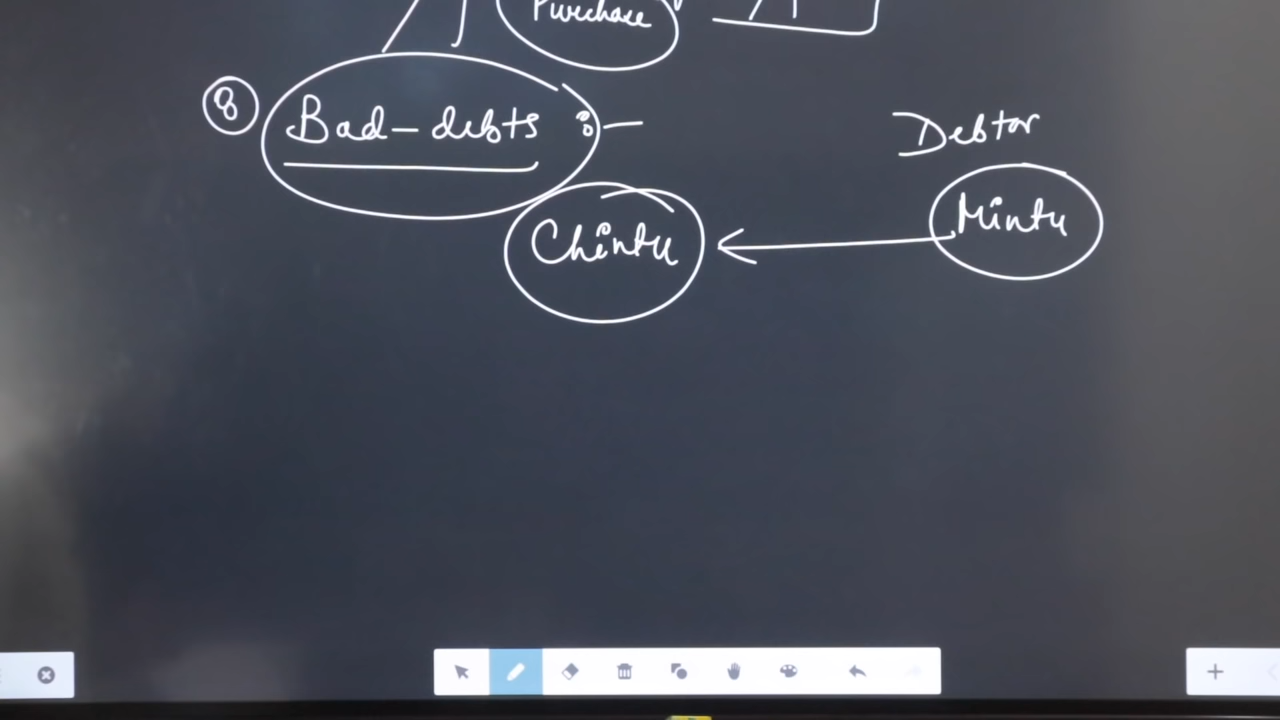 Purchase
8 Bad-debts :-
Debtor
Chintu ← Mintu